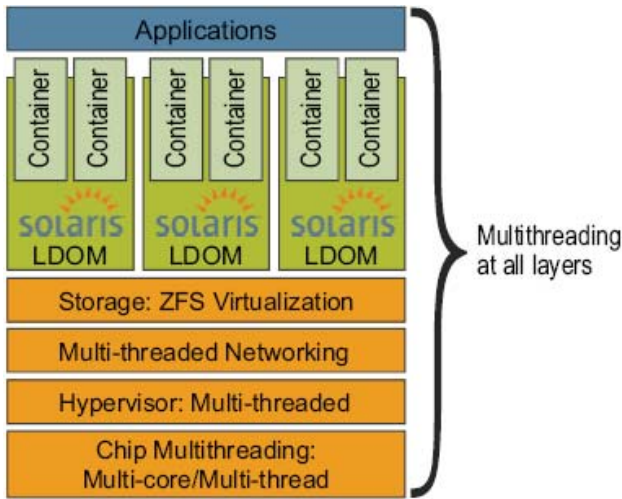 Applications
Container
Container
Container
Container
Container
Container
solaris
LDOM
solaris
LDOM
solaris
LDOM
Storage: ZFS Virtualization
Multi-threaded Networking
Hypervisor: Multi-threaded
Chip Multithreading:
Multi-core/Multi-thread
Multithreading
at all layers